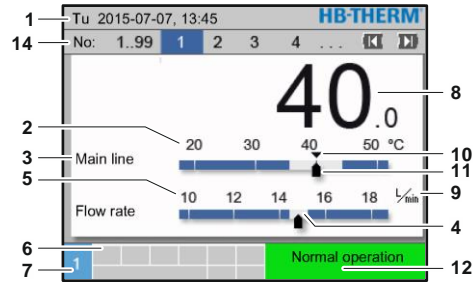 1 Tu 2015-07-07, 13:45 HB-THERM
14 No: 1..99 1 2 3 4 ...
40.0 8
2 20 30 40 50 °C 10
3 Main line 11
5 10 12 14 16 18 L/min 9
Flow rate 4
6 Normal operation
7 1 12